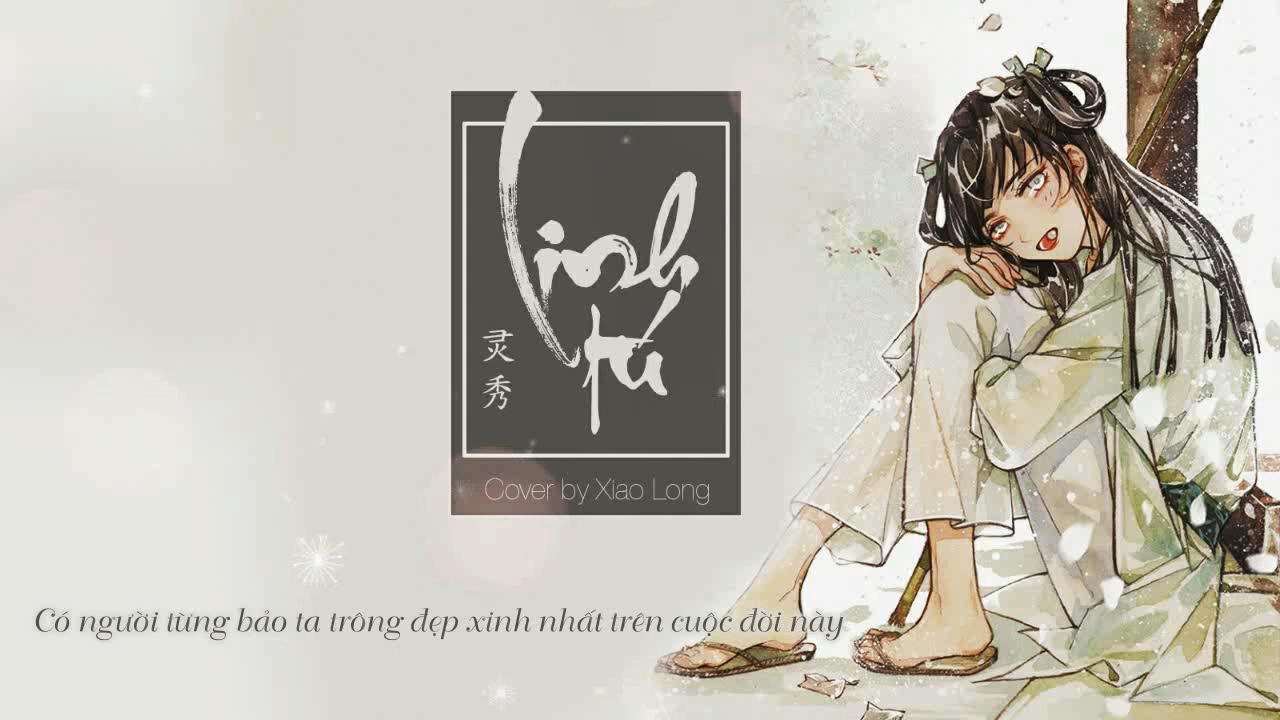 Linh
tú
灵
秀
Cover by Xiao Long
Có người từng bảo ta trông đẹp xinh nhất trên cuộc đời này